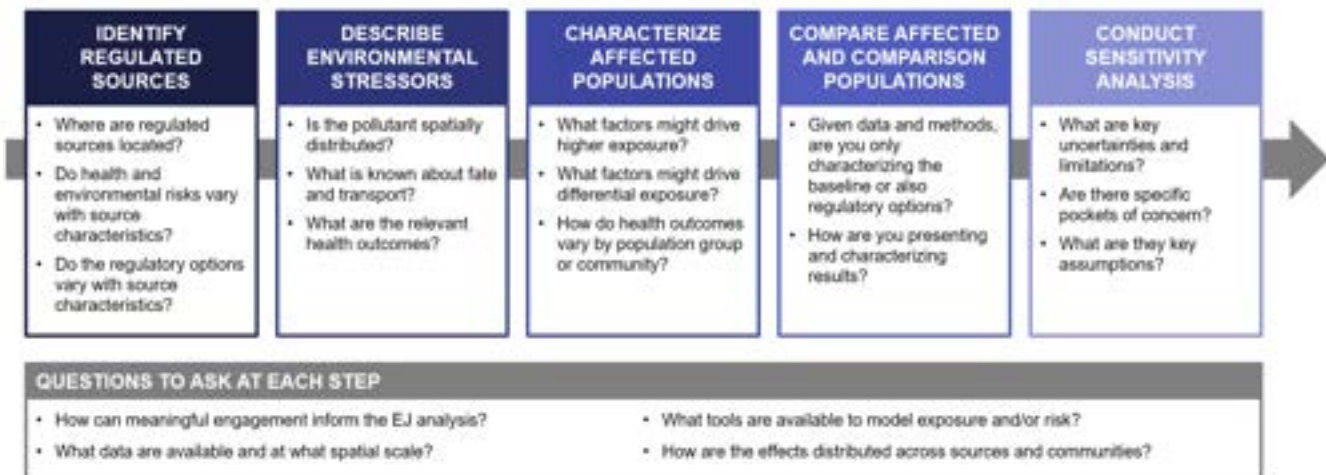 IDENTIFY
REGULATED
SOURCES
• Where are regulated
sources located?
• Do health and
environmental risks vary
with source
characteristics?
• Do the regulatory options
vary with source
characteristics?
DESCRIBE
ENVIRONMENTAL
STRESSORS
• Is the pollutant spatially
distributed?
• What is known about fate
and transport?
• What are the relevant
health outcomes?
CHARACTERIZE
AFFECTED
POPULATIONS
• What factors might drive
higher exposure?
• What factors might drive
differential exposure?
• How do health outcomes
vary by population group
or community?
COMPARE AFFECTED
AND COMPARISON
POPULATIONS
• Given data and methods,
are you only
characterizing the
baseline or also
regulatory options?
• How are you presenting
and characterizing
results?
CONDUCT
SENSITIVITY
ANALYSIS
• What are key
uncertainties and
limitations?
• Are there specific
pockets of concern?
• What are they key
assumptions?
QUESTIONS TO ASK AT EACH STEP
• How can meaningful engagement inform the EJ analysis?
• What data are available and at what spatial scale?
• What tools are available to model exposure and/or risk?
• How are the effects distributed across sources and communities?